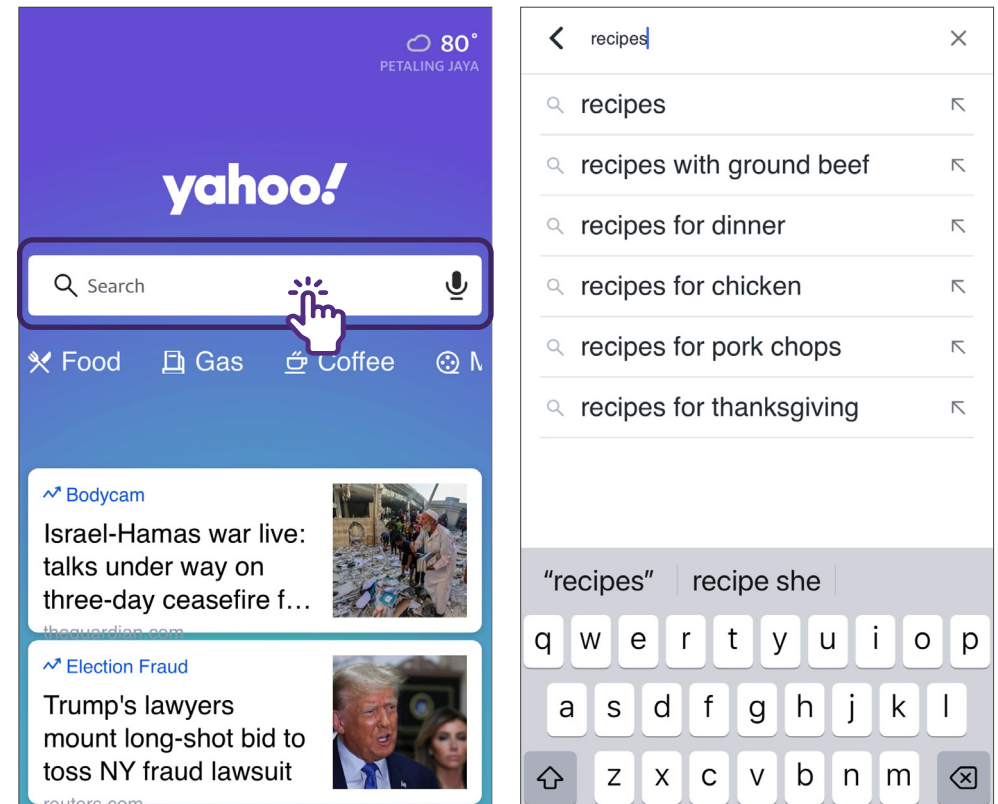 80°
PETALING JAYA
yahoo!
Search
Food Gas Coffee M
Bodycam
Israel-Hamas war live:
talks under way on
three-day ceasefire f...
theguardian.com
Election Fraud
Trump's lawyers
mount long-shot bid to
toss NY fraud lawsuit
reuters.com
recipes
recipes
recipes with ground beef
recipes for dinner
recipes for chicken
recipes for pork chops
recipes for thanksgiving
“recipes” recipe she
q w e r t y u i o p
a s d f g h j k l
z x c v b n m